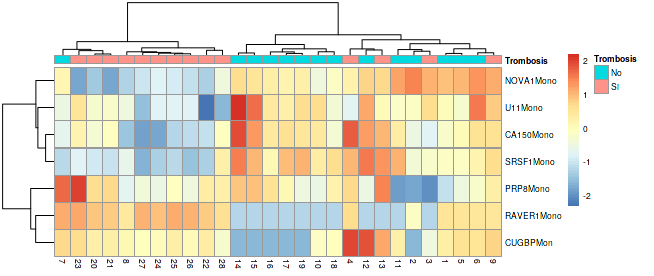 Trombosis
Trombosis
No
SI
NOVA1Mono
U11Mono
CA150Mono
SRSF1Mono
PRP8Mono
RAVER1Mono
CUGBPMon
2
1
0
-1
-2
7 23 20 21 8 27 24 25 26 22 28 14 15 16 17 19 10 18 4 12 13 11 2 3 1 5 6 9